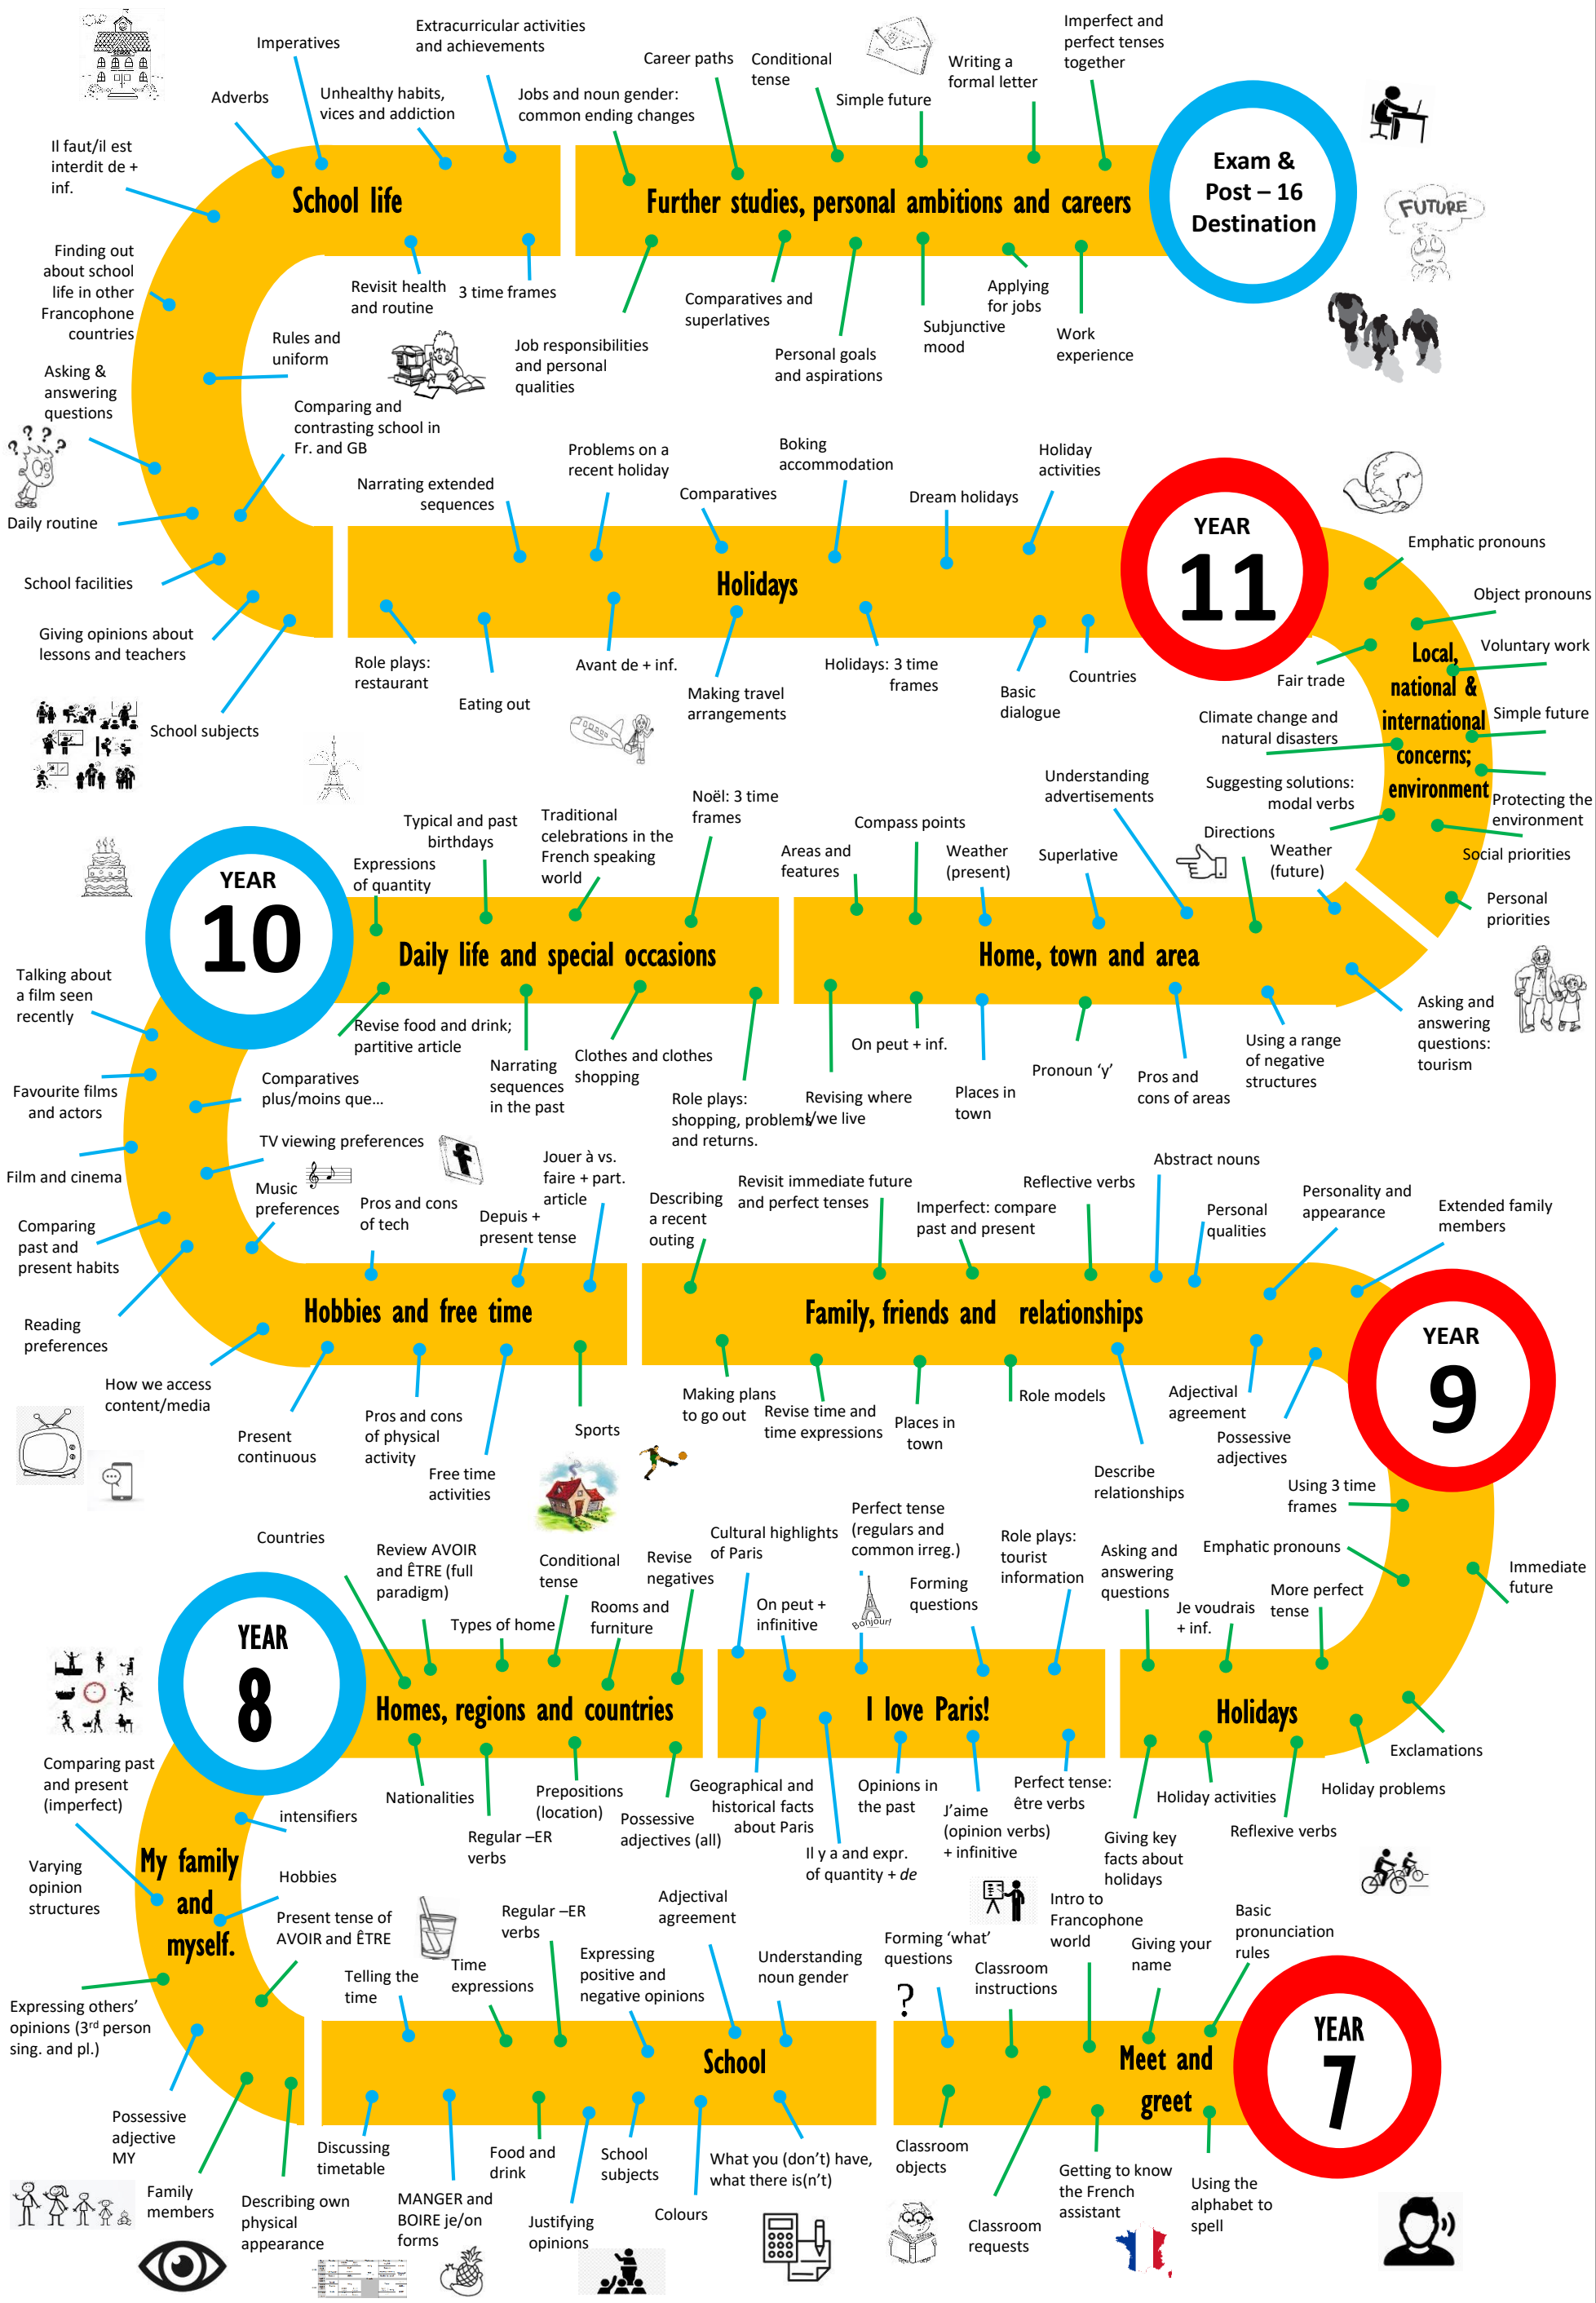 Imperatives
Extracurricular activities
and achievements
Career paths
Conditional
tense
Writing a
formal letter
Imperfect and
perfect tenses
together
Adverbs
Unhealthy habits,
vices and addiction
Jobs and noun gender:
common ending changes
Simple future
Il faut/il est
interdit de +
inf.
School life
Further studies, personal ambitions and careers
Exam &
Post – 16
Destination
FUTURE
Finding out
about school
life in other
Francophone
countries
Revisit health
and routine
3 time frames
Job responsibilities
and personal
qualities
Comparatives and
superlatives
Personal goals
and aspirations
Subjunctive
mood
Applying
for jobs
Work
experience
Rules and
uniform
Asking &
answering
questions
Comparing and
contrasting school in
Fr. and GB
Daily routine
School facilities
Giving opinions about
lessons and teachers
School subjects
Narrating extended
sequences
Problems on a
recent holiday
Comparatives
Boking
accommodation
Dream holidays
Holiday
activities
Holidays
YEAR
11
Role plays:
restaurant
Eating out
Avant de + inf.
Making travel
arrangements
Holidays: 3 time
frames
Basic
dialogue
Countries
Emphatic pronouns
Object pronouns
Voluntary work
Fair trade
Local,
national &
international
concerns;
environment
Simple future
Climate change and
natural disasters
Suggesting solutions:
modal verbs
Protecting the
environment
Social priorities
Personal
priorities
Understanding
advertisements
Directions
Weather
(future)
YEAR
10
Expressions
of quantity
Typical and past
birthdays
Traditional
celebrations in the
French speaking
world
Noël: 3 time
frames
Areas and
features
Compass points
Weather
(present)
Superlative
Daily life and special occasions
Home, town and area
Revise food and drink;
partitive article
Narrating
sequences
in the past
Clothes and clothes
shopping
Role plays:
shopping, problems
and returns.
Revising where
I/we live
On peut + inf.
Places in
town
Pronoun ‘y’
Pros and
cons of areas
Using a range
of negative
structures
Asking and
answering
questions:
tourism
Talking about
a film seen
recently
Favourite films
and actors
Comparatives
plus/moins que...
Film and cinema
TV viewing preferences
f
Music
preferences
Comparing
past and
present habits
Pros and cons
of tech
Depuis +
present tense
Jouer à vs.
faire + part.
article
Reading
preferences
Hobbies and free time
How we access
content/media
Present
continuous
Pros and cons
of physical
activity
Free time
activities
Sports
Describing
a recent
outing
Revisit immediate future
and perfect tenses
Imperfect: compare
past and present
Reflective verbs
Abstract nouns
Personal
qualities
Personality and
appearance
Extended family
members
Family, friends and relationships
YEAR
9
Making plans
to go out
Revise time and
time expressions
Places in
town
Role models
Describe
relationships
Adjectival
agreement
Possessive
adjectives
Using 3 time
frames
Emphatic pronouns
Immediate
future
More perfect
tense
Je voudrais
+ inf.
Asking and
answering
questions
Countries
Review AVOIR
and ÊTRE (full
paradigm)
Types of home
Conditional
tense
Rooms and
furniture
Revise
negatives
Cultural highlights
of Paris
On peut +
infinitive
Perfect tense
(regulars and
common irreg.)
Bonjour!
Forming
questions
Role plays:
tourist
information
YEAR
8
Homes, regions and countries
I love Paris!
Holidays
Nationalities
Regular –ER
verbs
Prepositions
(location)
Possessive
adjectives (all)
Geographical and
historical facts
about Paris
Il y a and expr.
of quantity + de
Opinions in
the past
J’aime
(opinion verbs)
+ infinitive
Perfect tense:
être verbs
Giving key
facts about
holidays
Holiday activities
Reflexive verbs
Holiday problems
Exclamations
Comparing past
and present
(imperfect)
intensifiers
Varying
opinion
structures
My family
and
myself.
Hobbies
Present tense of
AVOIR and ÊTRE
Expressing others’
opinions (3rd person
sing. and pl.)
Possessive
adjective
MY
Family
members
Describing own
physical
appearance
Telling the
time
Time
expressions
Regular –ER
verbs
Expressing
positive and
negative opinions
Adjectival
agreement
Understanding
noun gender
School
Discussing
timetable
MANGER and
BOIRE je/on
forms
Food and
drink
Justifying
opinions
School
subjects
Colours
What you (don’t) have,
what there is(n’t)
Forming ‘what’
questions
?
Classroom
instructions
Intro to
Francophone
world
Giving your
name
Basic
pronunciation
rules
Meet and
greet
YEAR
7
Classroom
objects
Classroom
requests
Getting to know
the French
assistant
Using the
alphabet to
spell